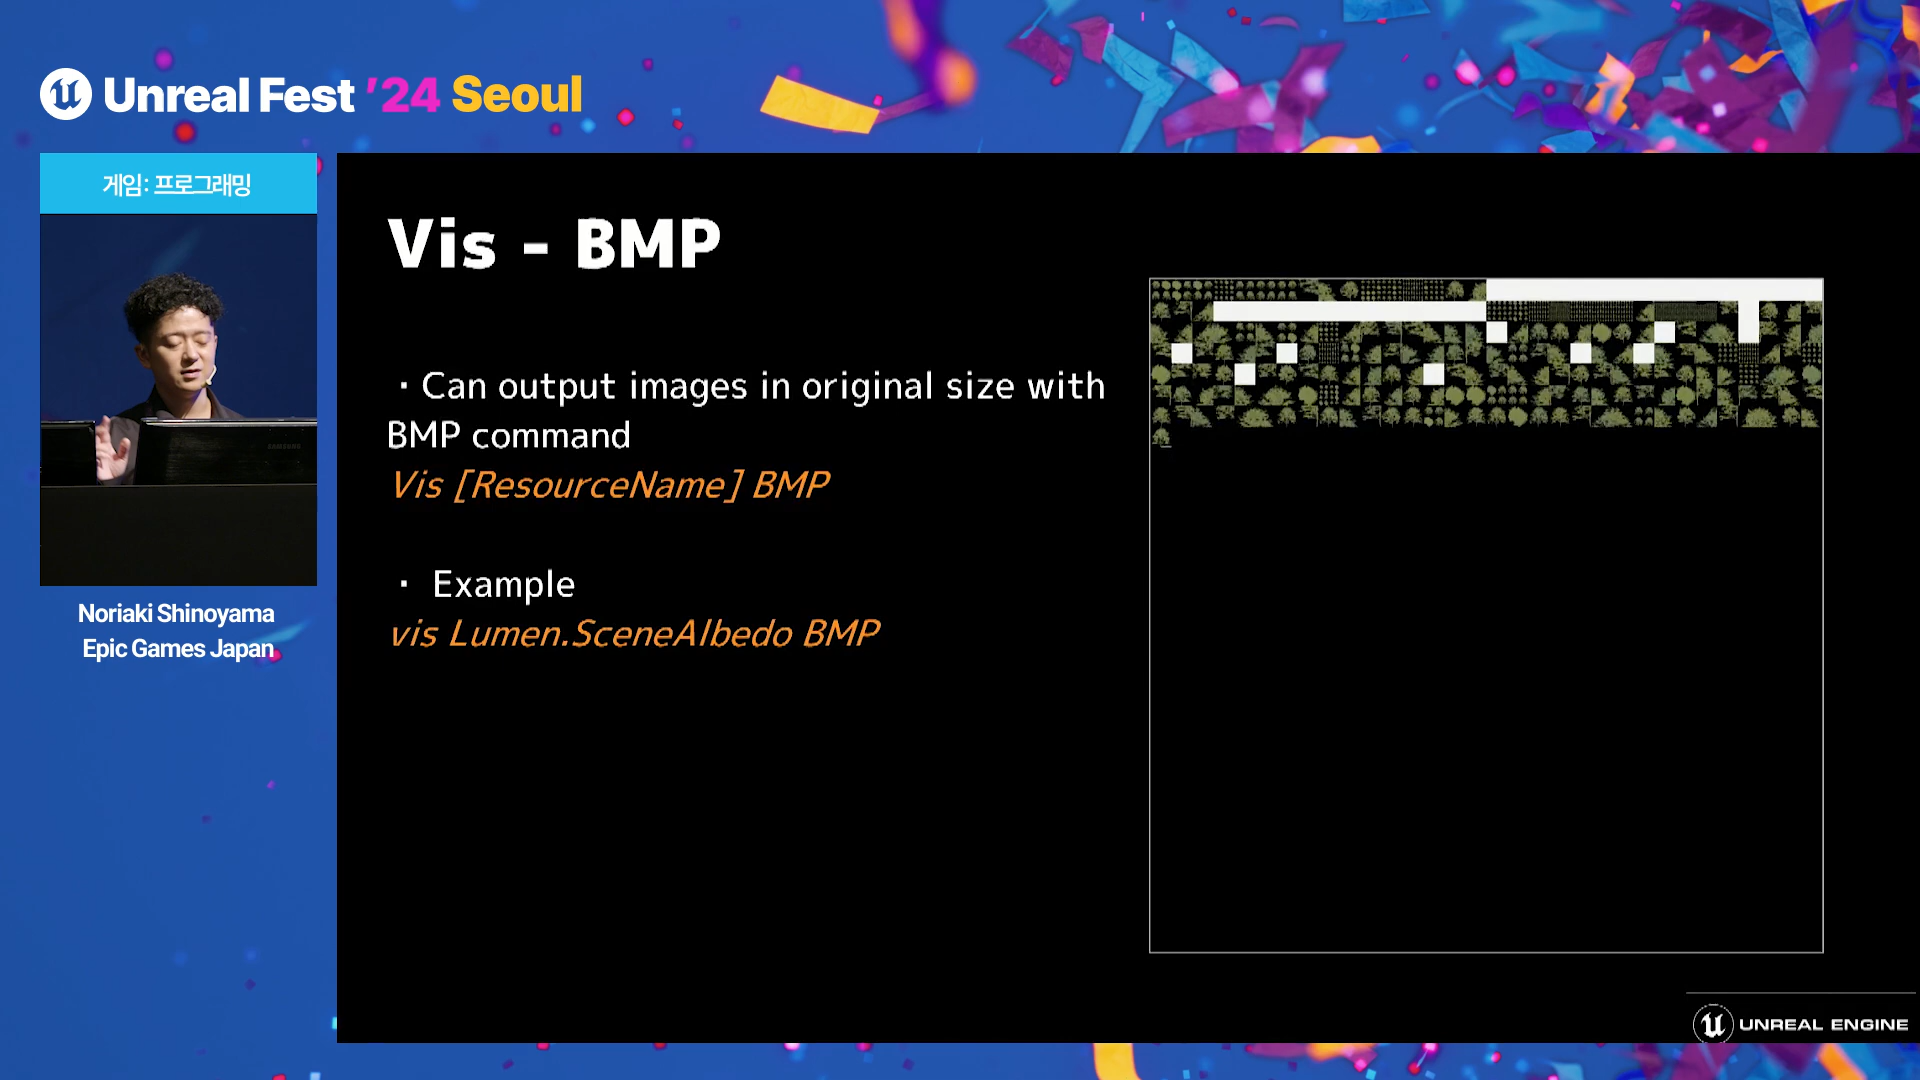 Unreal Fest '24 Seoul
게임: 프로그래밍
SAMSUNG
Noriaki Shinoyama
Epic Games Japan
Vis - BMP
・Can output images in original size with
BMP command
Vis [ResourceName] BMP
・ Example
vis Lumen.SceneAlbedo BMP
UNREAL ENGINE